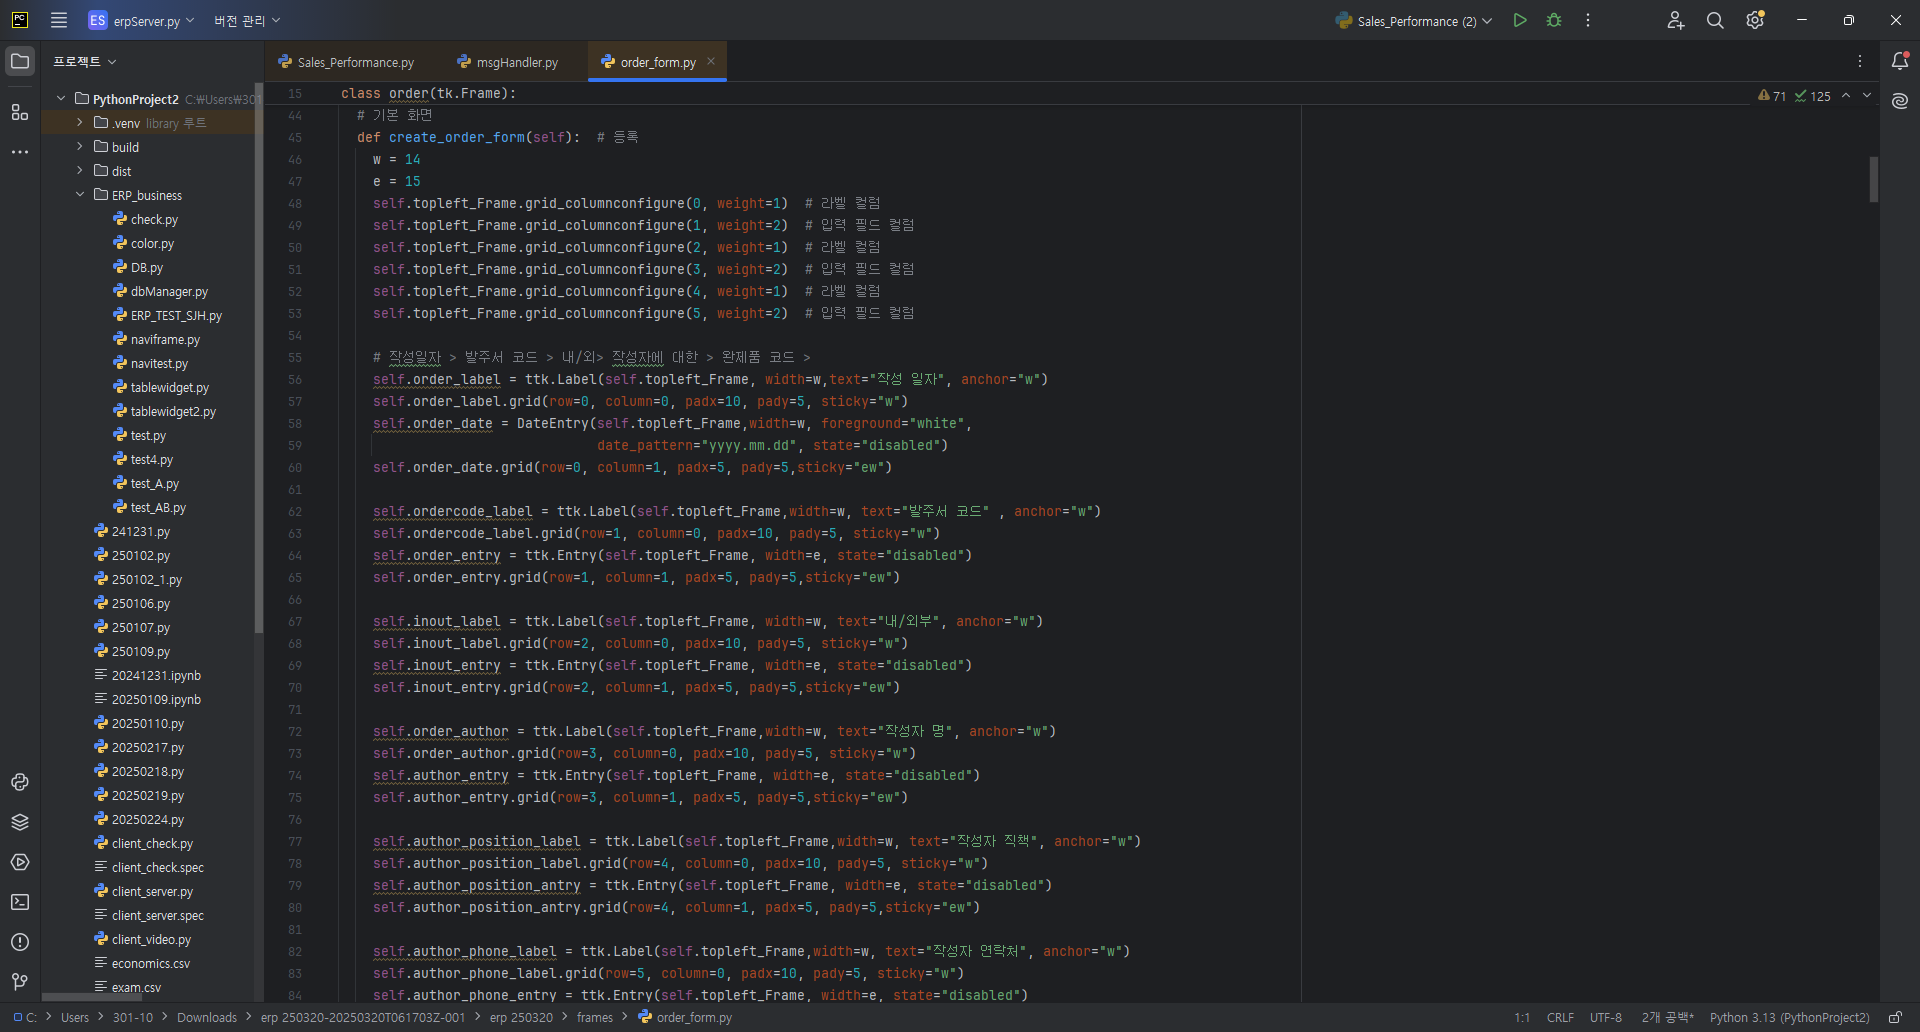 PC
ES erpServer.py 버전 관리
Sales_Performance (2)
프로젝트
Sales_Performance.py
msgHandler.py
order_form.py
PythonProject2 C:₩Users₩301
.venv library 루트
build
dist
ERP_business
check.py
color.py
DB.py
dbManager.py
ERP_TEST_SJH.py
naviframe.py
navitest.py
tablewidget.py
tablewidget2.py
test.py
test4.py
test_A.py
test_AB.py
241231.py
250102.py
250102_1.py
250106.py
250107.py
250109.py
20241231.ipynb
20250109.ipynb
20250110.py
20250217.py
20250218.py
20250219.py
20250224.py
client_check.py
client_check.spec
client_server.py
client_server.spec
client_video.py
economics.csv
exam.csv
71 125
15 class order(tk.Frame):
44 # 기본 화면
45 def create_order_form(self):  # 등록
46 w = 14
47 e = 15
48 self.topleft_Frame.grid_columnconfigure(0, weight=1)  # 라벨 컬럼
49 self.topleft_Frame.grid_columnconfigure(1, weight=2)  # 입력 필드 컬럼
50 self.topleft_Frame.grid_columnconfigure(2, weight=1)  # 라벨 컬럼
51 self.topleft_Frame.grid_columnconfigure(3, weight=2)  # 입력 필드 컬럼
52 self.topleft_Frame.grid_columnconfigure(4, weight=1)  # 라벨 컬럼
53 self.topleft_Frame.grid_columnconfigure(5, weight=2)  # 입력 필드 컬럼
54
55 # 작성일자 > 발주서 코드 > 내/외> 작성자에 대한 > 완제품 코드 >
56 self.order_label = ttk.Label(self.topleft_Frame, width=w,text="작성 일자", anchor="w")
57 self.order_label.grid(row=0, column=0, padx=10, pady=5, sticky="w")
58 self.order_date = DateEntry(self.topleft_Frame,width=w, foreground="white",
59 date_pattern="yyyy.mm.dd", state="disabled")
60 self.order_date.grid(row=0, column=1, padx=5, pady=5,sticky="ew")
61
62 self.ordercode_label = ttk.Label(self.topleft_Frame,width=w, text="발주서 코드" , anchor="w")
63 self.ordercode_label.grid(row=1, column=0, padx=10, pady=5, sticky="w")
64 self.order_entry = ttk.Entry(self.topleft_Frame, width=e, state="disabled")
65 self.order_entry.grid(row=1, column=1, padx=5, pady=5,sticky="ew")
66
67 self.inout_label = ttk.Label(self.topleft_Frame, width=w, text="내/외부", anchor="w")
68 self.inout_label.grid(row=2, column=0, padx=10, pady=5, sticky="w")
69 self.inout_entry = ttk.Entry(self.topleft_Frame, width=e, state="disabled")
70 self.inout_entry.grid(row=2, column=1, padx=5, pady=5,sticky="ew")
71
72 self.order_author = ttk.Label(self.topleft_Frame,width=w, text="작성자 명", anchor="w")
73 self.order_author.grid(row=3, column=0, padx=10, pady=5, sticky="w")
74 self.author_entry = ttk.Entry(self.topleft_Frame, width=e, state="disabled")
75 self.author_entry.grid(row=3, column=1, padx=5, pady=5,sticky="ew")
76
77 self.author_position_label = ttk.Label(self.topleft_Frame,width=w, text="작성자 직책", anchor="w")
78 self.author_position_label.grid(row=4, column=0, padx=10, pady=5, sticky="w")
79 self.author_position_antry = ttk.Entry(self.topleft_Frame, width=e, state="disabled")
80 self.author_position_antry.grid(row=4, column=1, padx=5, pady=5,sticky="ew")
81
82 self.author_phone_label = ttk.Label(self.topleft_Frame,width=w, text="작성자 연락처", anchor="w")
83 self.author_phone_label.grid(row=5, column=0, padx=10, pady=5, sticky="w")
84 self.author_phone_entry = ttk.Entry(self.topleft_Frame, width=e, state="disabled")
C: > Users > 301-10 > Downloads > erp 250320-20250320T061703Z-001 > erp 250320 > frames > order_form.py
1:1 CRLF UTF-8 2개 공백* Python 3.13 (PythonProject2)